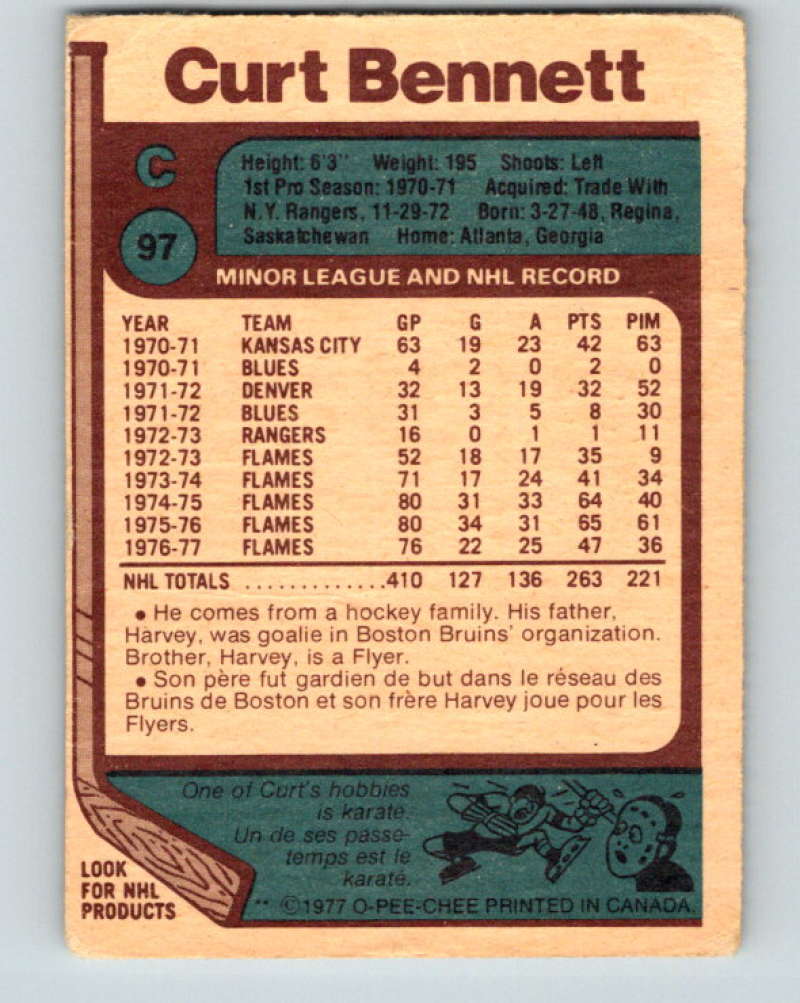 Curt Bennett
C
97
Height: 6'3" Weight: 195 Shoots: Left
1st Pro Season: 1970-71 Acquired: Trade With
N.Y. Rangers, 11-29-72 Born: 3-27-48, Regina,
Saskatchewan Home: Atlanta, Georgia
MINOR LEAGUE AND NHL RECORD
YEAR TEAM GP G A PTS PIM
1970-71 KANSAS CITY 63 19 23 42 63
1970-71 BLUES 4 2 0 2 0
1971-72 DENVER 32 13 19 32 52
1971-72 BLUES 31 3 5 8 30
1972-73 RANGERS 16 0 1 1 11
1972-73 FLAMES 52 18 17 35 9
1973-74 FLAMES 71 17 24 41 34
1974-75 FLAMES 80 31 33 64 40
1975-76 FLAMES 80 34 31 65 61
1976-77 FLAMES 76 22 25 47 36
NHL TOTALS .............410 127 136 263 221
• He comes from a hockey family. His father,
Harvey, was goalie in Boston Bruins' organization.
Brother, Harvey, is a Flyer.
• Son père fut gardien de but dans le réseau des
Bruins de Boston et son frère Harvey joue pour les
Flyers.
One of Curt's hobbies
is karate.
Un de ses passe-
temps est le
karaté.
LOOK
FOR NHL
PRODUCTS
** ©1977 O-PEE-CHEE PRINTED IN CANADA.